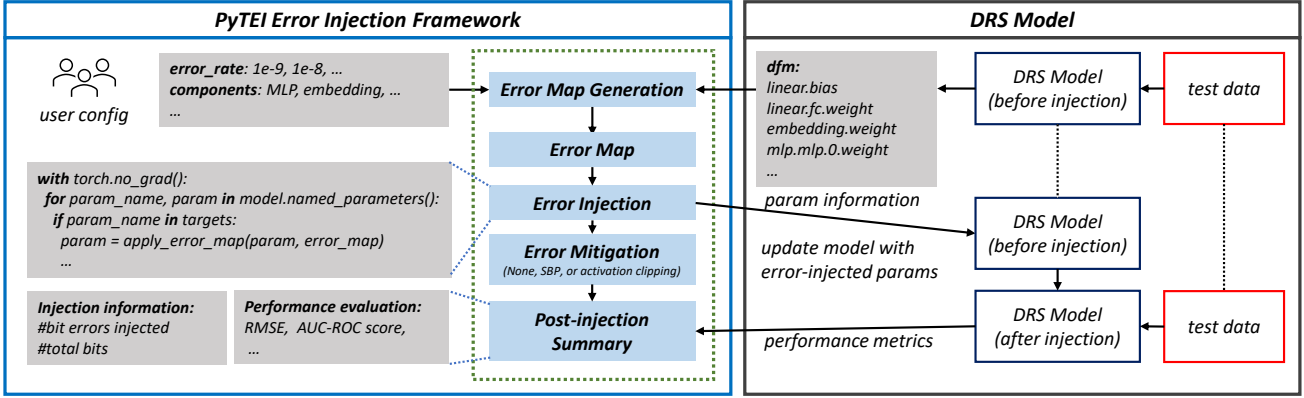 PyTEI Error Injection Framework
user config
error_rate: 1e-9, 1e-8, …
components: MLP, embedding, …
…
Error Map Generation
Error Map
with torch.no_grad():
for param_name, param in model.named_parameters():
if param_name in targets:
param = apply_error_map(param, error_map)
…
Error Injection
Error Mitigation
(None, SBP, or activation clipping)
Injection information:
#bit errors injected
#total bits
Performance evaluation:
RMSE, AUC-ROC score,
…
Post-injection
Summary
DRS Model
dfm:
linear.bias
linear.fc.weight
embedding.weight
mlp.mlp.0.weight
…
param information
DRS Model
(before injection)
test data
update model with
error-injected params
DRS Model
(before injection)
performance metrics
DRS Model
(after injection)
test data